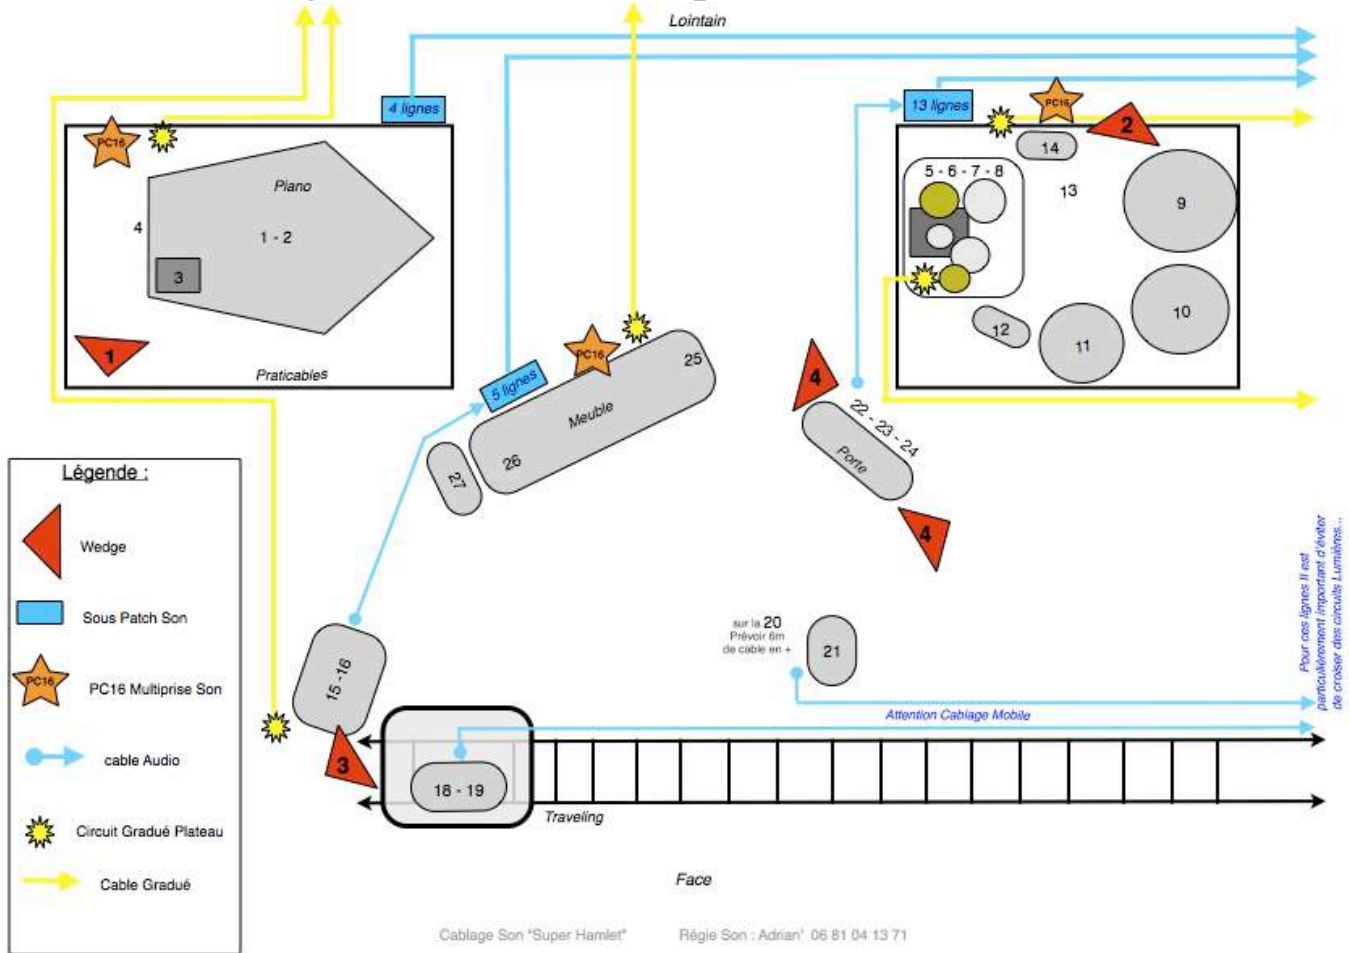 Lointain
4 lignes
13 lignes
PC16
2
PC16
14
5 - 6 - 7 - 8
13
9
Piano
4
1 - 2
3
12
11
10
1
Praticables
PC16
5 lignes
25
Meuble
26
27
4
22 - 23 - 24
Porte
4
Légende :
Wedge
Sous Patch Son
PC16
PC16 Multiprise Son
cable Audio
Circuit Gradué Plateau
Cable Gradué
15 -16
3
18 - 19
Traveling
sur la 20
Prévoir 6m
de cable en +
21
Attention Cablage Mobile
Pour ces lignes Il est
particulièrement important d'éviter
de croiser des circuits Lumières...
Face
Cablage Son "Super Hamlet"
Régie Son : Adrian' 06 81 04 13 71